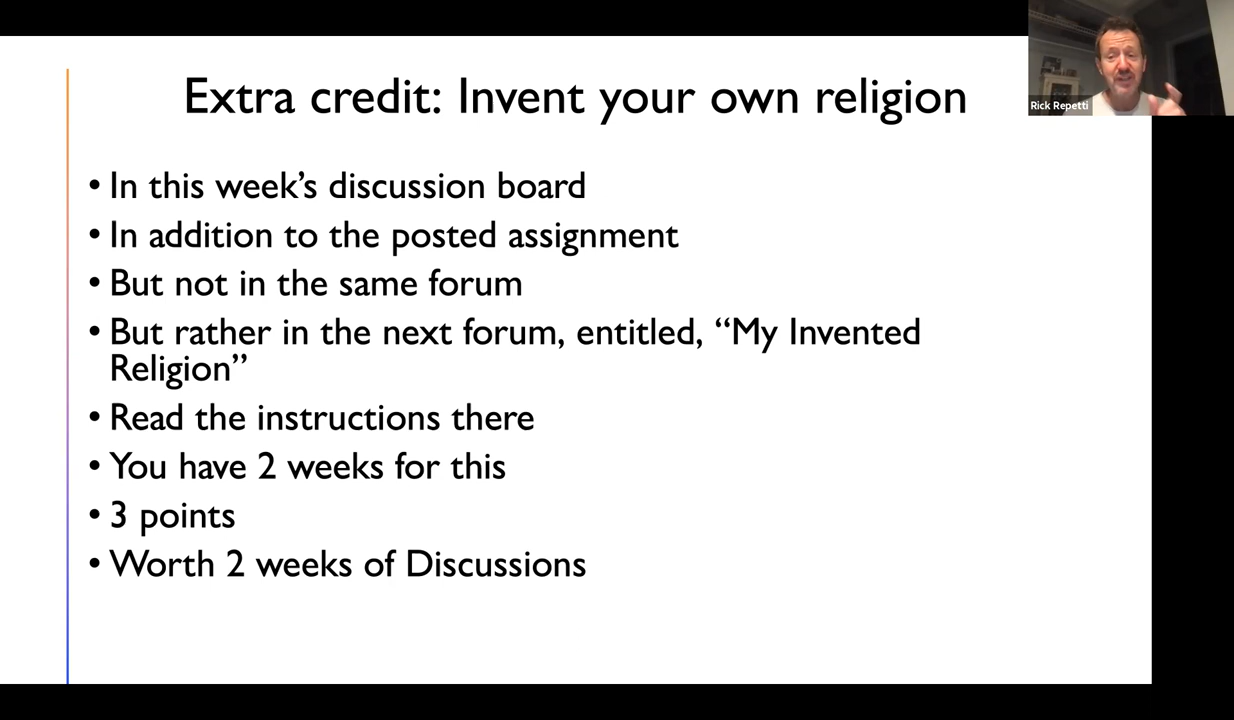 Extra credit: Invent your own religion
Rick Repetti
• In this week’s discussion board
• In addition to the posted assignment
• But not in the same forum
• But rather in the next forum, entitled, “My Invented
Religion”
• Read the instructions there
• You have 2 weeks for this
• 3 points
• Worth 2 weeks of Discussions